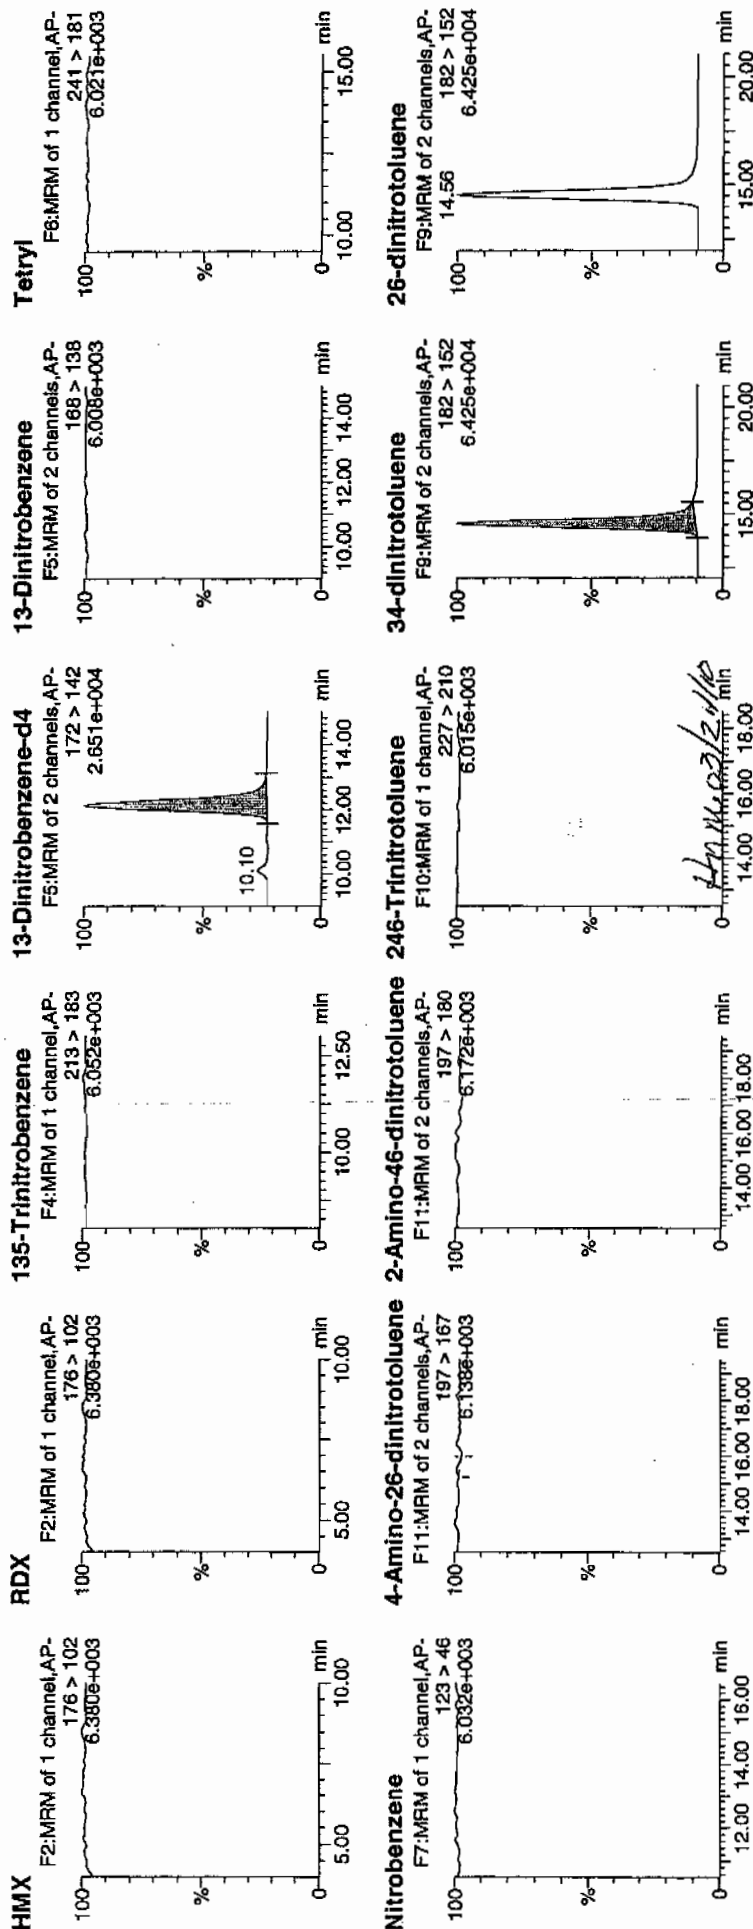 HMX
F2:MRM of 1 channel,AP-
176 > 102
6.380e+003
100
%
0
5.00
10.00
min
RDX
F2:MRM of 1 channel,AP-
176 > 102
6.380e+003
100
%
0
5.00
10.00
min
135-Trinitrobenzene
F4:MRM of 1 channel,AP-
213 > 183
6.052e+003
100
%
0
10.00
12.50
min
13-Dinitrobenzene-d4
F5:MRM of 2 channels,AP-
172 > 142
2.651e+004
100
%
0
10.10
10.00
12.00
14.00
min
13-Dinitrobenzene
F5:MRM of 2 channels,AP-
168 > 138
6.008e+003
100
%
0
10.00
12.00
14.00
min
Tetryl
F6:MRM of 1 channel,AP-
241 > 181
6.021e+003
100
%
0
10.00
15.00
min
Nitrobenzene
F7:MRM of 1 channel,AP-
123 > 46
6.032e+003
100
%
0
12.00
14.00
16.00
min
4-Amino-26-dinitrotoluene
F11:MRM of 2 channels,AP-
197 > 167
6.138e+003
100
%
0
14.00
16.00
18.00
min
2-Amino-46-dinitrotoluene
F11:MRM of 2 channels,AP-
197 > 180
6.172e+003
100
%
0
14.00
16.00
18.00
min
246-Trinitrotoluene
F10:MRM of 1 channel,AP-
227 > 210
6.015e+003
100
%
0
14.00
16.00
18.00
min
34-dinitrotoluene
F9:MRM of 2 channels,AP-
182 > 152
6.425e+004
100
%
0
15.00
20.00
min
26-dinitrotoluene
F9:MRM of 2 channels,AP-
182 > 152
6.425e+004
100
14.56
%
0
15.00
20.00
min